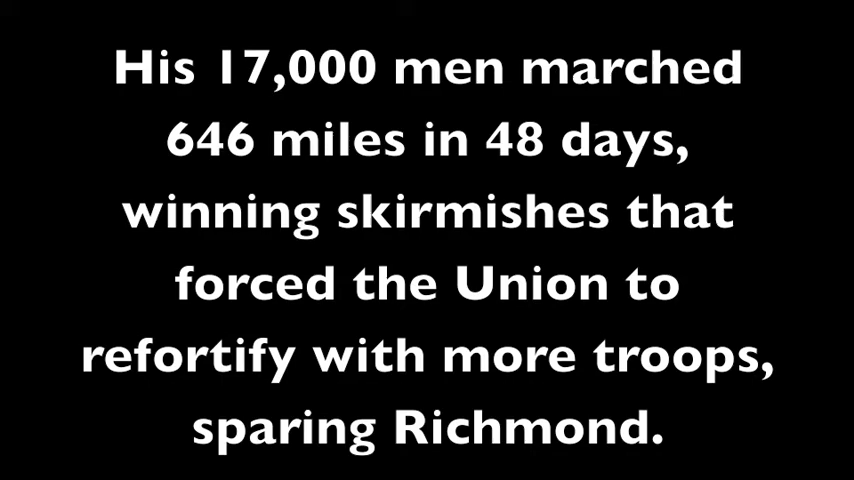 His 17,000 men marched
646 miles in 48 days,
winning skirmishes that
forced the Union to
refortify with more troops,
sparing Richmond.